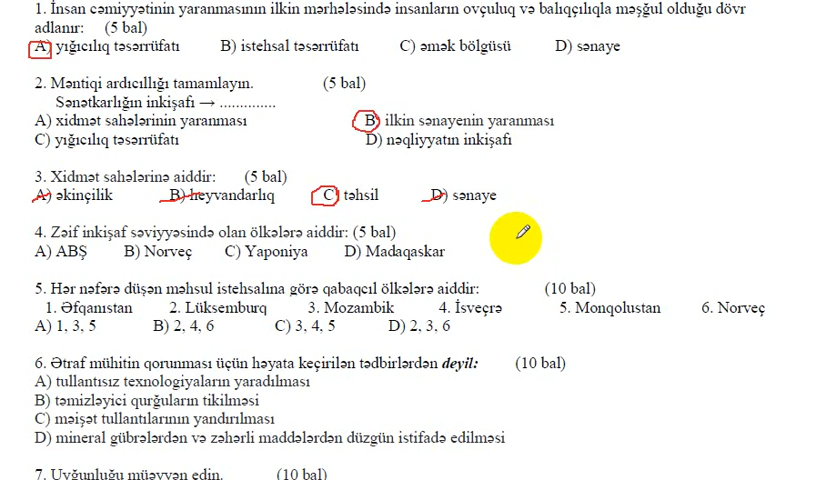 1. İnsan cəmiyyətinin yaranmasının ilkin mərhələsində insanların ovçuluq və balıqçılıqla məşğul olduğu dövr
adlanır: (5 bal)
A) yığıcılıq təsərrüfatı B) istehsal təsərrüfatı C) əmək bölgüsü D) sənaye
2. Məntiqi ardıcıllığı tamamlayın. (5 bal)
Sənətkarlığın inkişafı → ..............
A) xidmət sahələrinin yaranması B) ilkin sənayenin yaranması
C) yığıcılıq təsərrüfatı D) nəqliyyatın inkişafı
3. Xidmət sahələrinə aiddir: (5 bal)
A) əkinçilik B) heyvandarlıq C) təhsil D) sənaye
4. Zəif inkişaf səviyyəsində olan ölkələrə aiddir: (5 bal)
A) ABŞ B) Norveç C) Yaponiya D) Madaqaskar
5. Hər nəfərə düşən məhsul istehsalına görə qabaqcıl ölkələrə aiddir: (10 bal)
1. Əfqanıstan 2. Lüksemburq 3. Mozambik 4. İsveçrə 5. Monqolustan 6. Norveç
A) 1, 3, 5 B) 2, 4, 6 C) 3, 4, 5 D) 2, 3, 6
6. Ətraf mühitin qorunması üçün həyata keçirilən tədbirlərdən deyil: (10 bal)
A) tullantısız texnologiyaların yaradılması
B) təmizləyici qurğuların tikilməsi
C) məişət tullantılarının yandırılması
D) mineral gübrələrdən və zəhərli maddələrdən düzgün istifadə edilməsi
7. Uyğunluğu müəyyən edin. (10 bal)